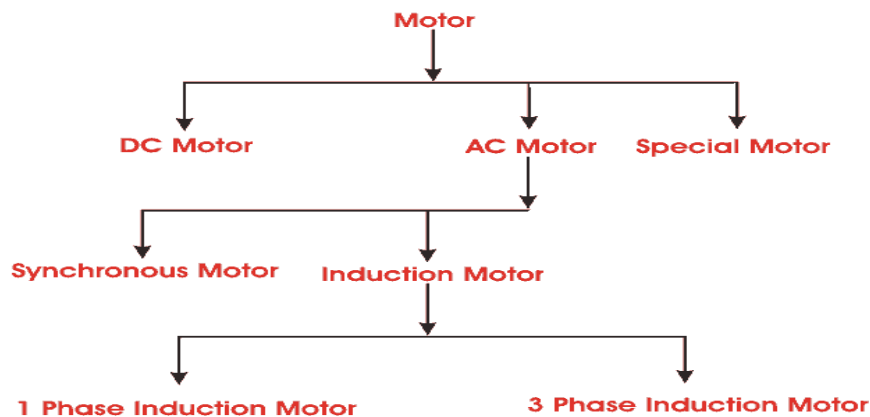 Motor
DC Motor
AC Motor
Special Motor
Synchronous Motor
Induction Motor
1 Phase Induction Motor
3 Phase Induction Motor